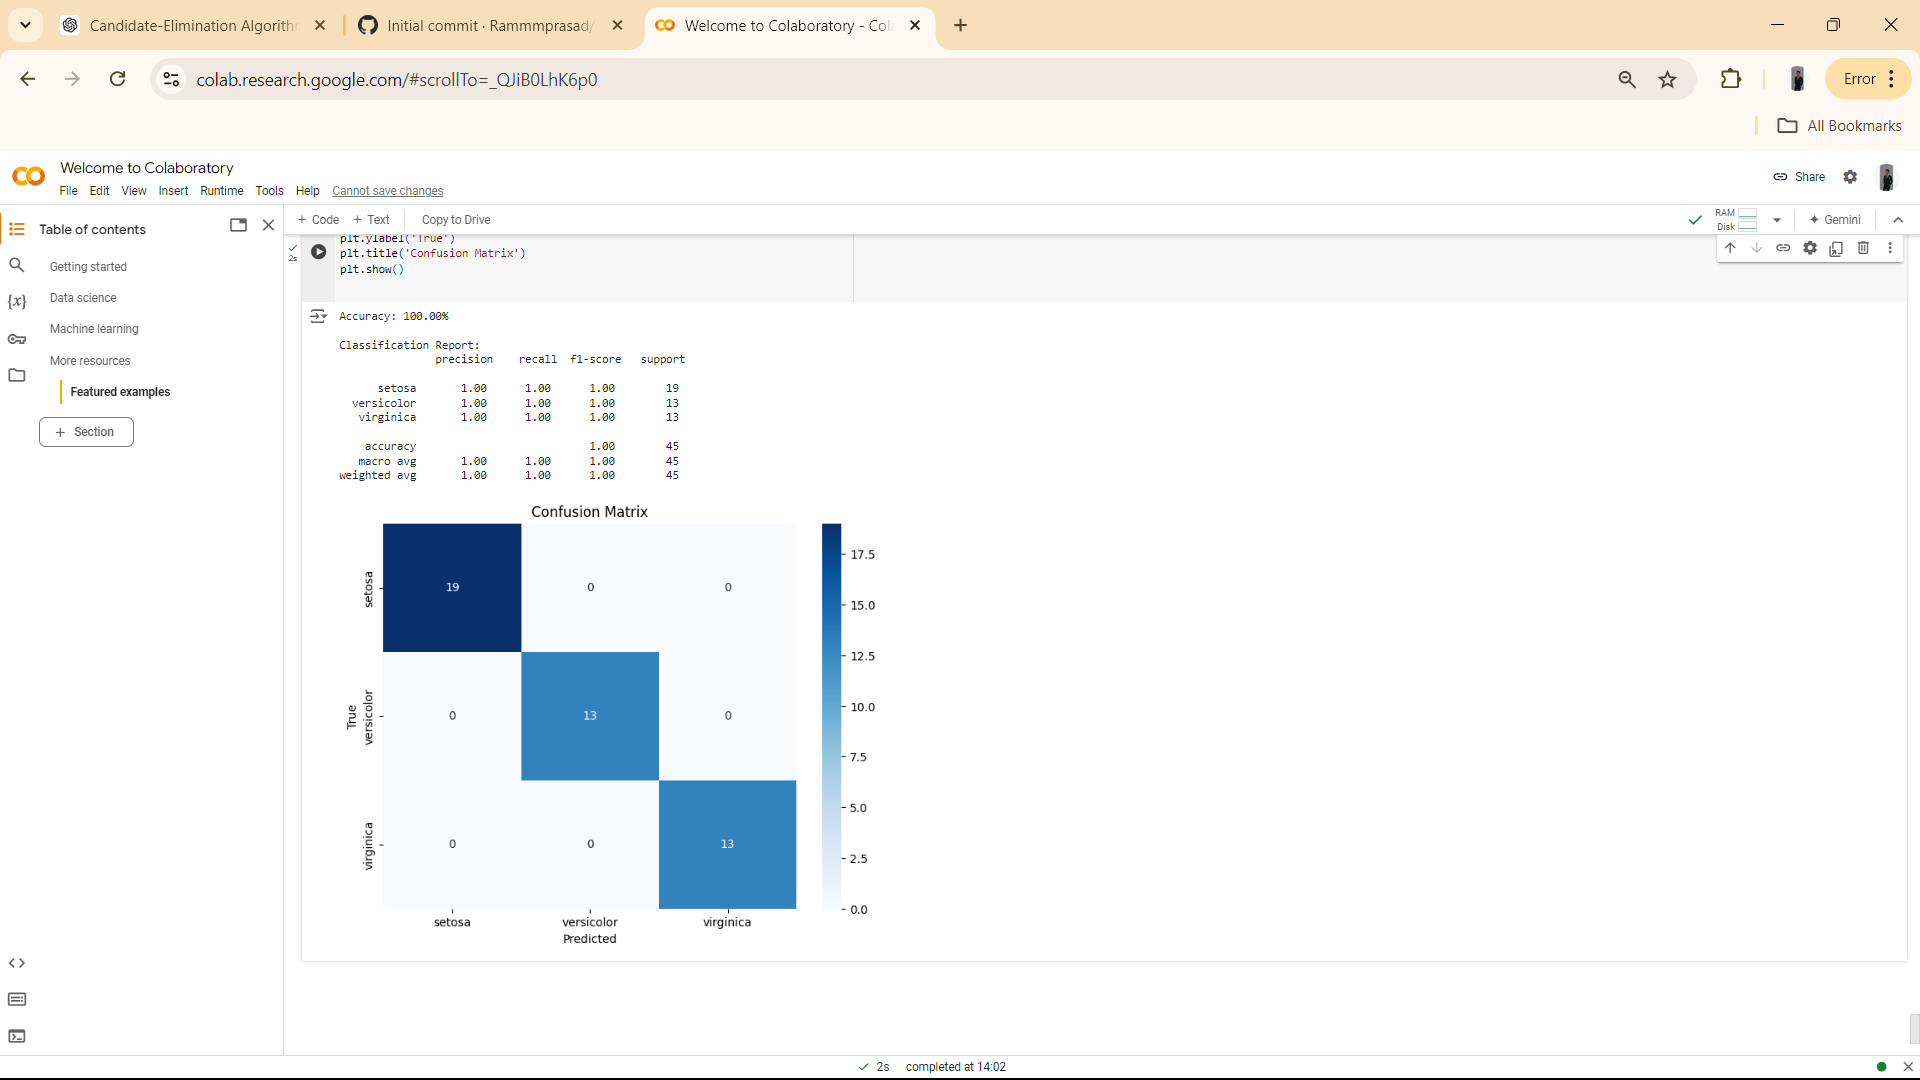 Candidate-Elimination Algorith
Initial commit · Rammmprasad/
Welcome to Colaboratory - Col
colab.research.google.com/#scrollTo=_QJiB0LhK6p0
Error
All Bookmarks
Welcome to Colaboratory
File Edit View Insert Runtime Tools Help Cannot save changes
Share
Table of contents
+ Code + Text Copy to Drive
RAM
Disk
Gemini
Getting started
Data science
Machine learning
More resources
Featured examples
+ Section
{x}
2s
plt.ylabel('True')
plt.title('Confusion Matrix')
plt.show()
Accuracy: 100.00%
Classification Report:
precision recall f1-score support
setosa 1.00 1.00 1.00 19
versicolor 1.00 1.00 1.00 13
virginica 1.00 1.00 1.00 13
accuracy 1.00 45
macro avg 1.00 1.00 1.00 45
weighted avg 1.00 1.00 1.00 45
Confusion Matrix
setosa 19 0 0
versicolor 0 13 0
virginica 0 0 13
True
setosa versicolor virginica
Predicted
17.5
15.0
12.5
10.0
7.5
5.0
2.5
0.0
2s completed at 14:02